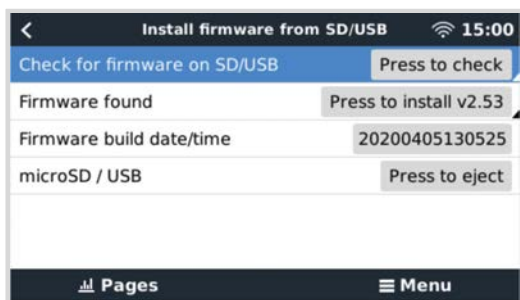 Install firmware from SD/USB 15:00
Check for firmware on SD/USB Press to check
Firmware found Press to install v2.53
Firmware build date/time 20200405130525
microSD / USB Press to eject
Pages Menu